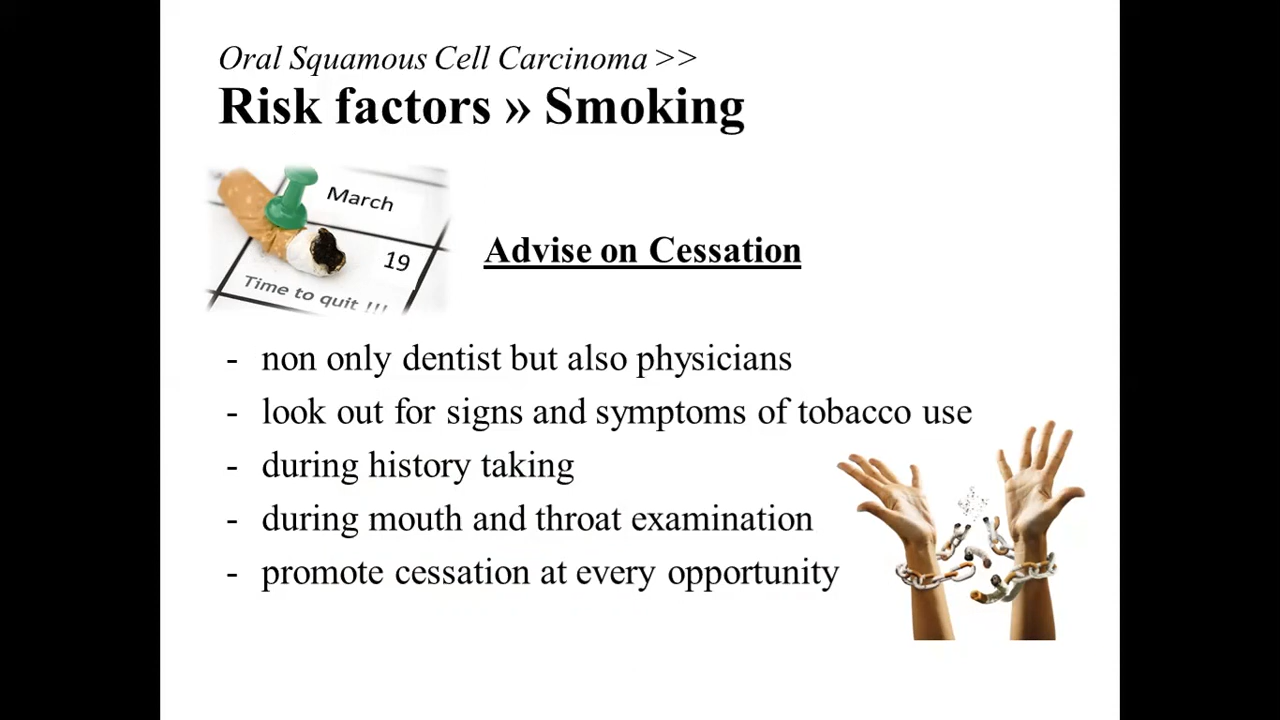 Oral Squamous Cell Carcinoma >>
Risk factors » Smoking
March
19
Time to quit !!!
Advise on Cessation
- non only dentist but also physicians
- look out for signs and symptoms of tobacco use
- during history taking
- during mouth and throat examination
- promote cessation at every opportunity